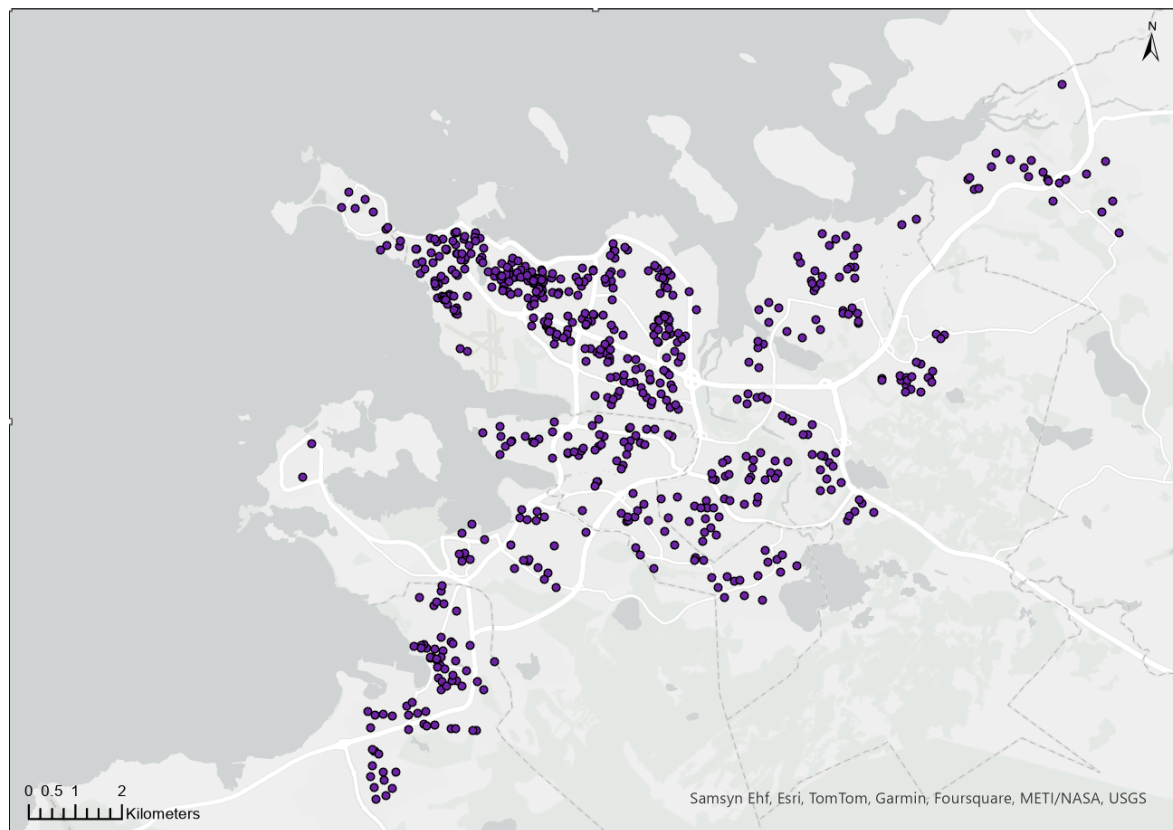 N
0 0.5 1 2
Kilometers
Samsyn Ehf, Esri, TomTom, Garmin, Foursquare, METI/NASA, USGS